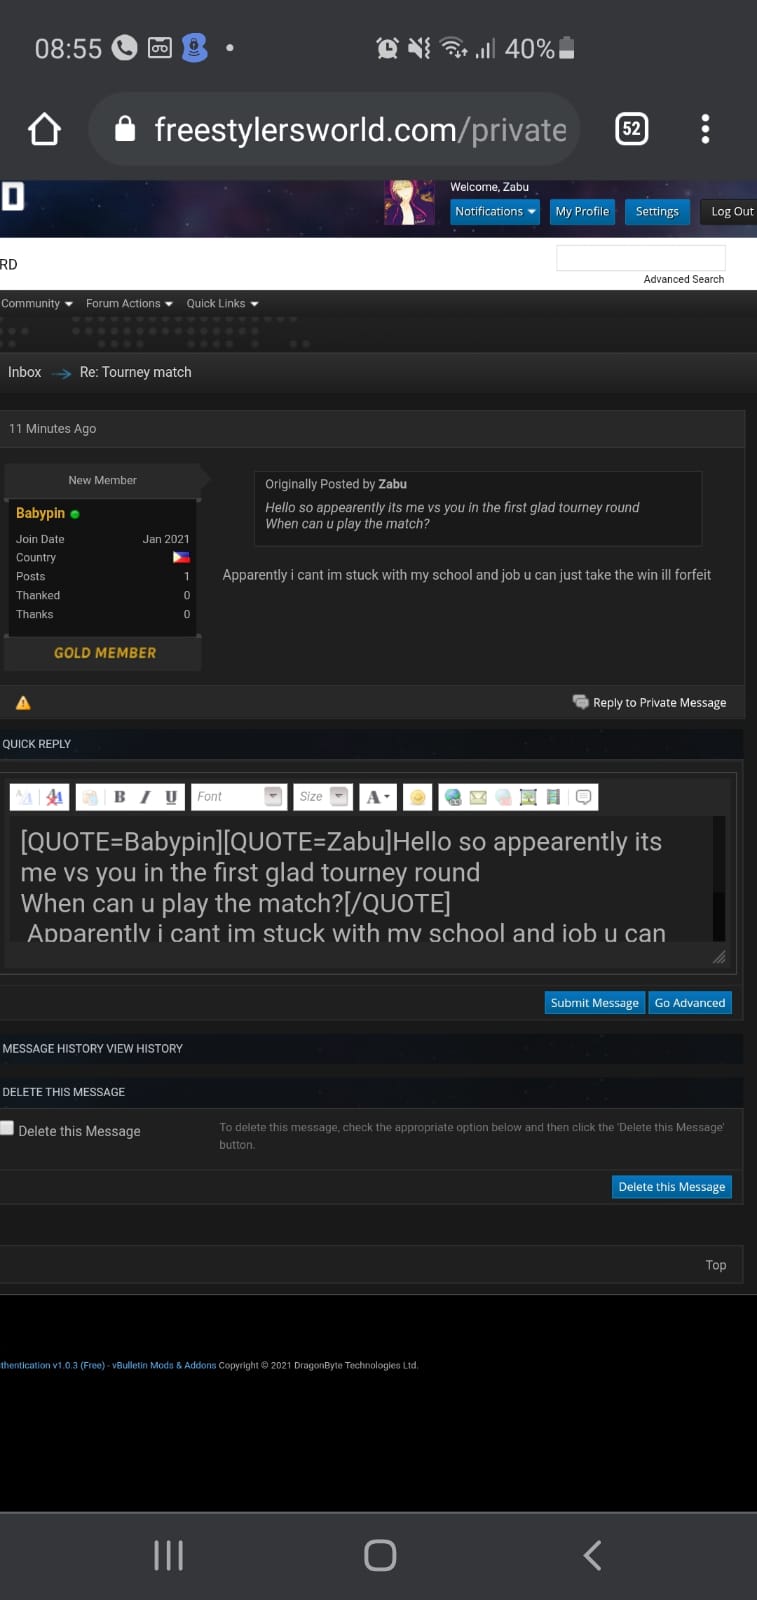 08:55
40%
freestylersworld.com/private
52
D
Welcome, Zabu
Notifications
My Profile
Settings
Log Out
RD
Advanced Search
Community
Forum Actions
Quick Links
Inbox
Re: Tourney match
11 Minutes Ago
New Member
Babypin
Join Date Jan 2021
Country
Posts 1
Thanked 0
Thanks 0
GOLD MEMBER
Originally Posted by Zabu
Hello so appearently its me vs you in the first glad tourney round
When can u play the match?
Apparently i cant im stuck with my school and job u can just take the win ill forfeit
Reply to Private Message
QUICK REPLY
B I U
Font
Size
A
[QUOTE=Babypin][QUOTE=Zabu]Hello so appearently its
me vs you in the first glad tourney round
When can u play the match?[/QUOTE]
Apparently i cant im stuck with my school and job u can
Submit Message
Go Advanced
MESSAGE HISTORY VIEW HISTORY
DELETE THIS MESSAGE
Delete this Message
To delete this message, check the appropriate option below and then click the 'Delete this Message'
button.
Delete this Message
Top
thentication v1.0.3 (Free) - vBulletin Mods & Addons Copyright © 2021 DragonByte Technologies Ltd.